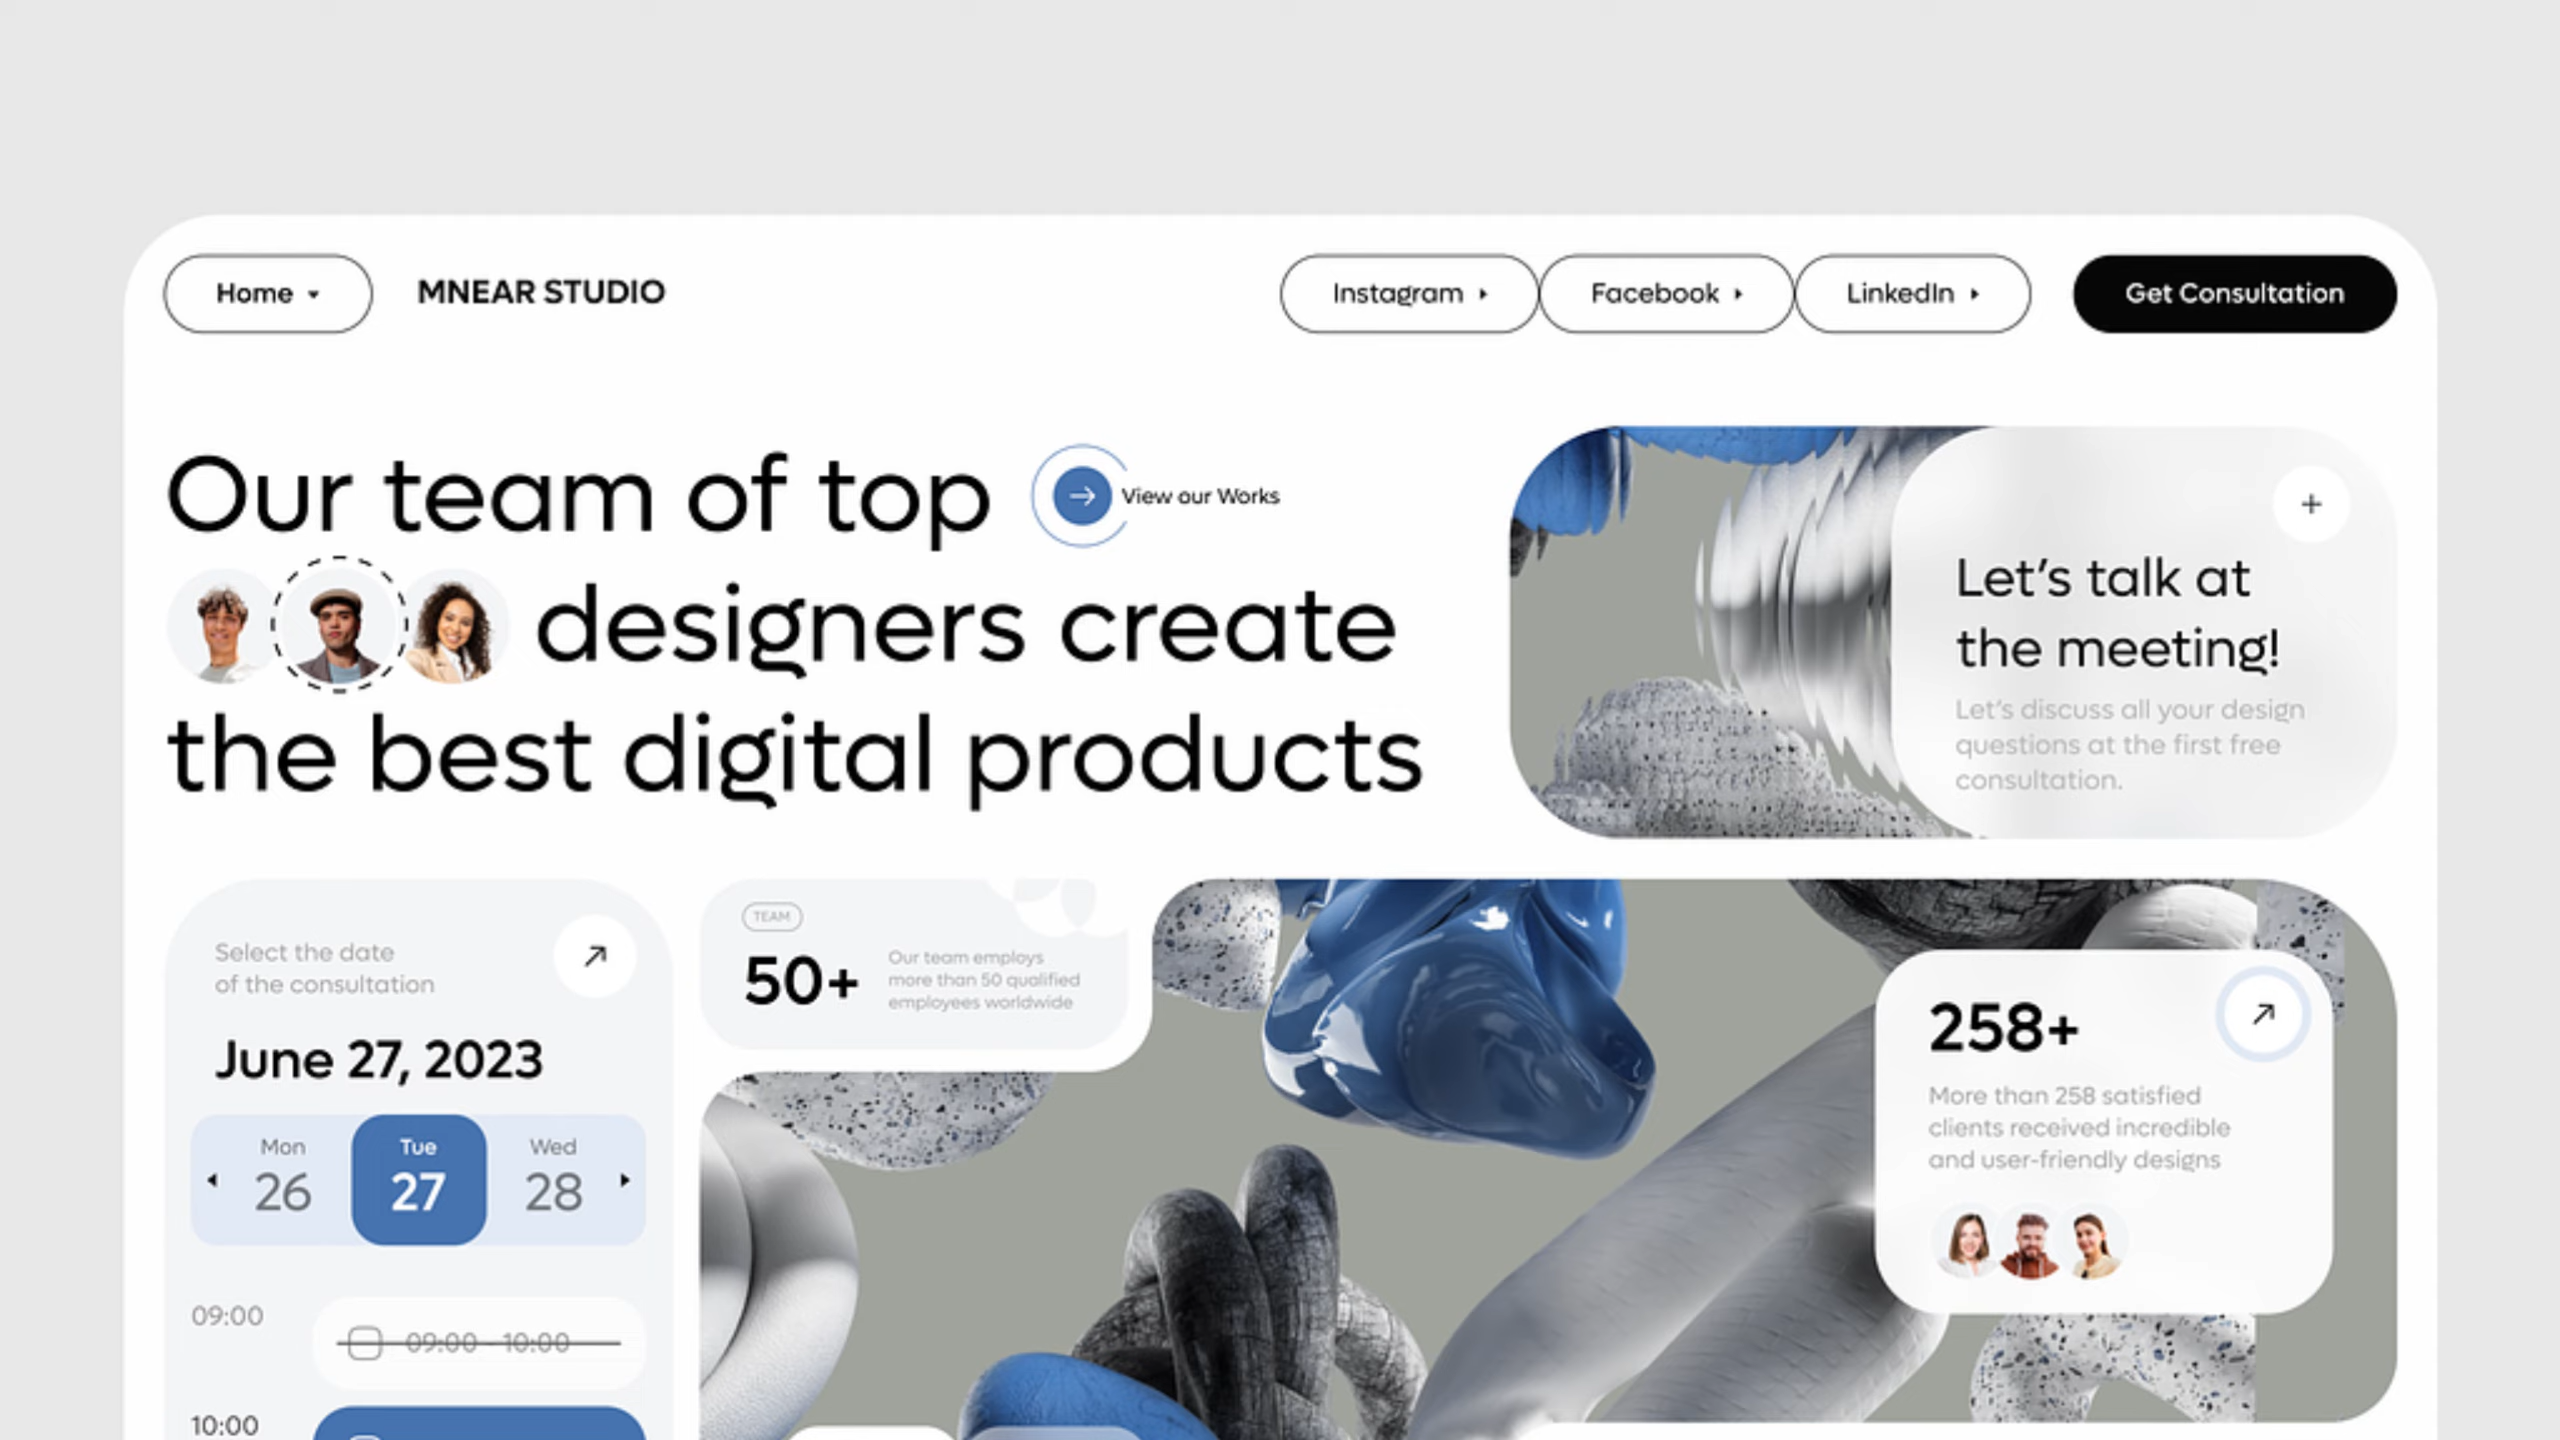 Home
MNEAR STUDIO
Instagram
Facebook
LinkedIn
Get Consultation
Our team of top
View our Works
designers create
the best digital products
Let's talk at
the meeting!
Let's discuss all your design
questions at the first free
consultation.
Select the date
of the consultation
June 27, 2023
Mon
26
Tue
27
Wed
28
09:00
09:00 - 10:00
10:00
TEAM
50+
Our team employs
more than 50 qualified
employees worldwide
258+
More than 258 satisfied
clients received incredible
and user-friendly designs